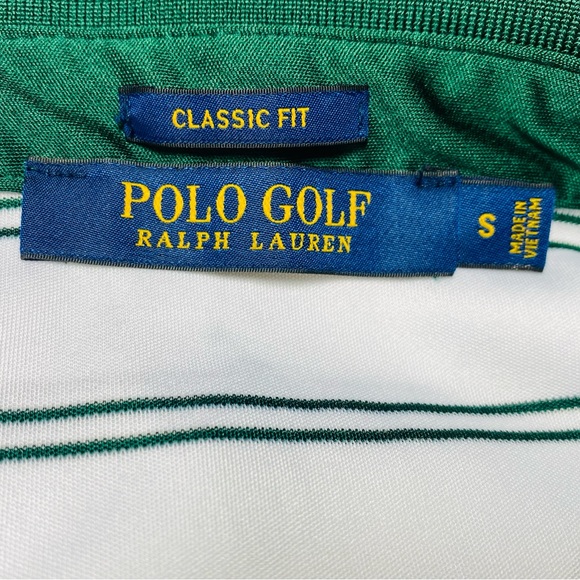 CLASSIC FIT
POLO GOLF
RALPH LAUREN
S
MADE IN
VIETNAM